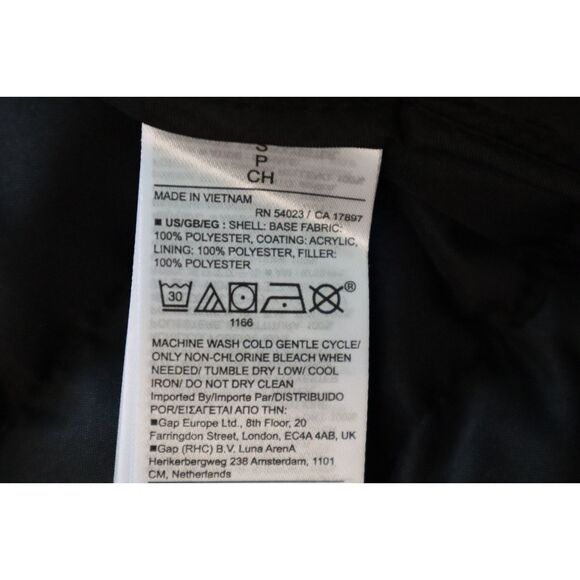 S
P
CH
MADE IN VIETNAM
RN 54023 / CA 17897
■ US/GB/EG : SHELL: BASE FABRIC:
100% POLYESTER, COATING: ACRYLIC,
LINING: 100% POLYESTER, FILLER:
100% POLYESTER
30 ®
1166
MACHINE WASH COLD GENTLE CYCLE/
ONLY NON-CHLORINE BLEACH WHEN
NEEDED/ TUMBLE DRY LOW/ COOL
IRON/ DO NOT DRY CLEAN
Imported By/Importe Par/DISTRIBUIDO
POR/ΕΙΣΑΓΕΤΑΙ ΑΠΟ ΤΗΝ:
■Gap Europe Ltd., 8th Floor, 20
Farringdon Street, London, EC4A 4AB, UK
■Gap (RHC) B.V. Luna ArenA
Herikerbergweg 238 Amsterdam, 1101
CM, Netherlands